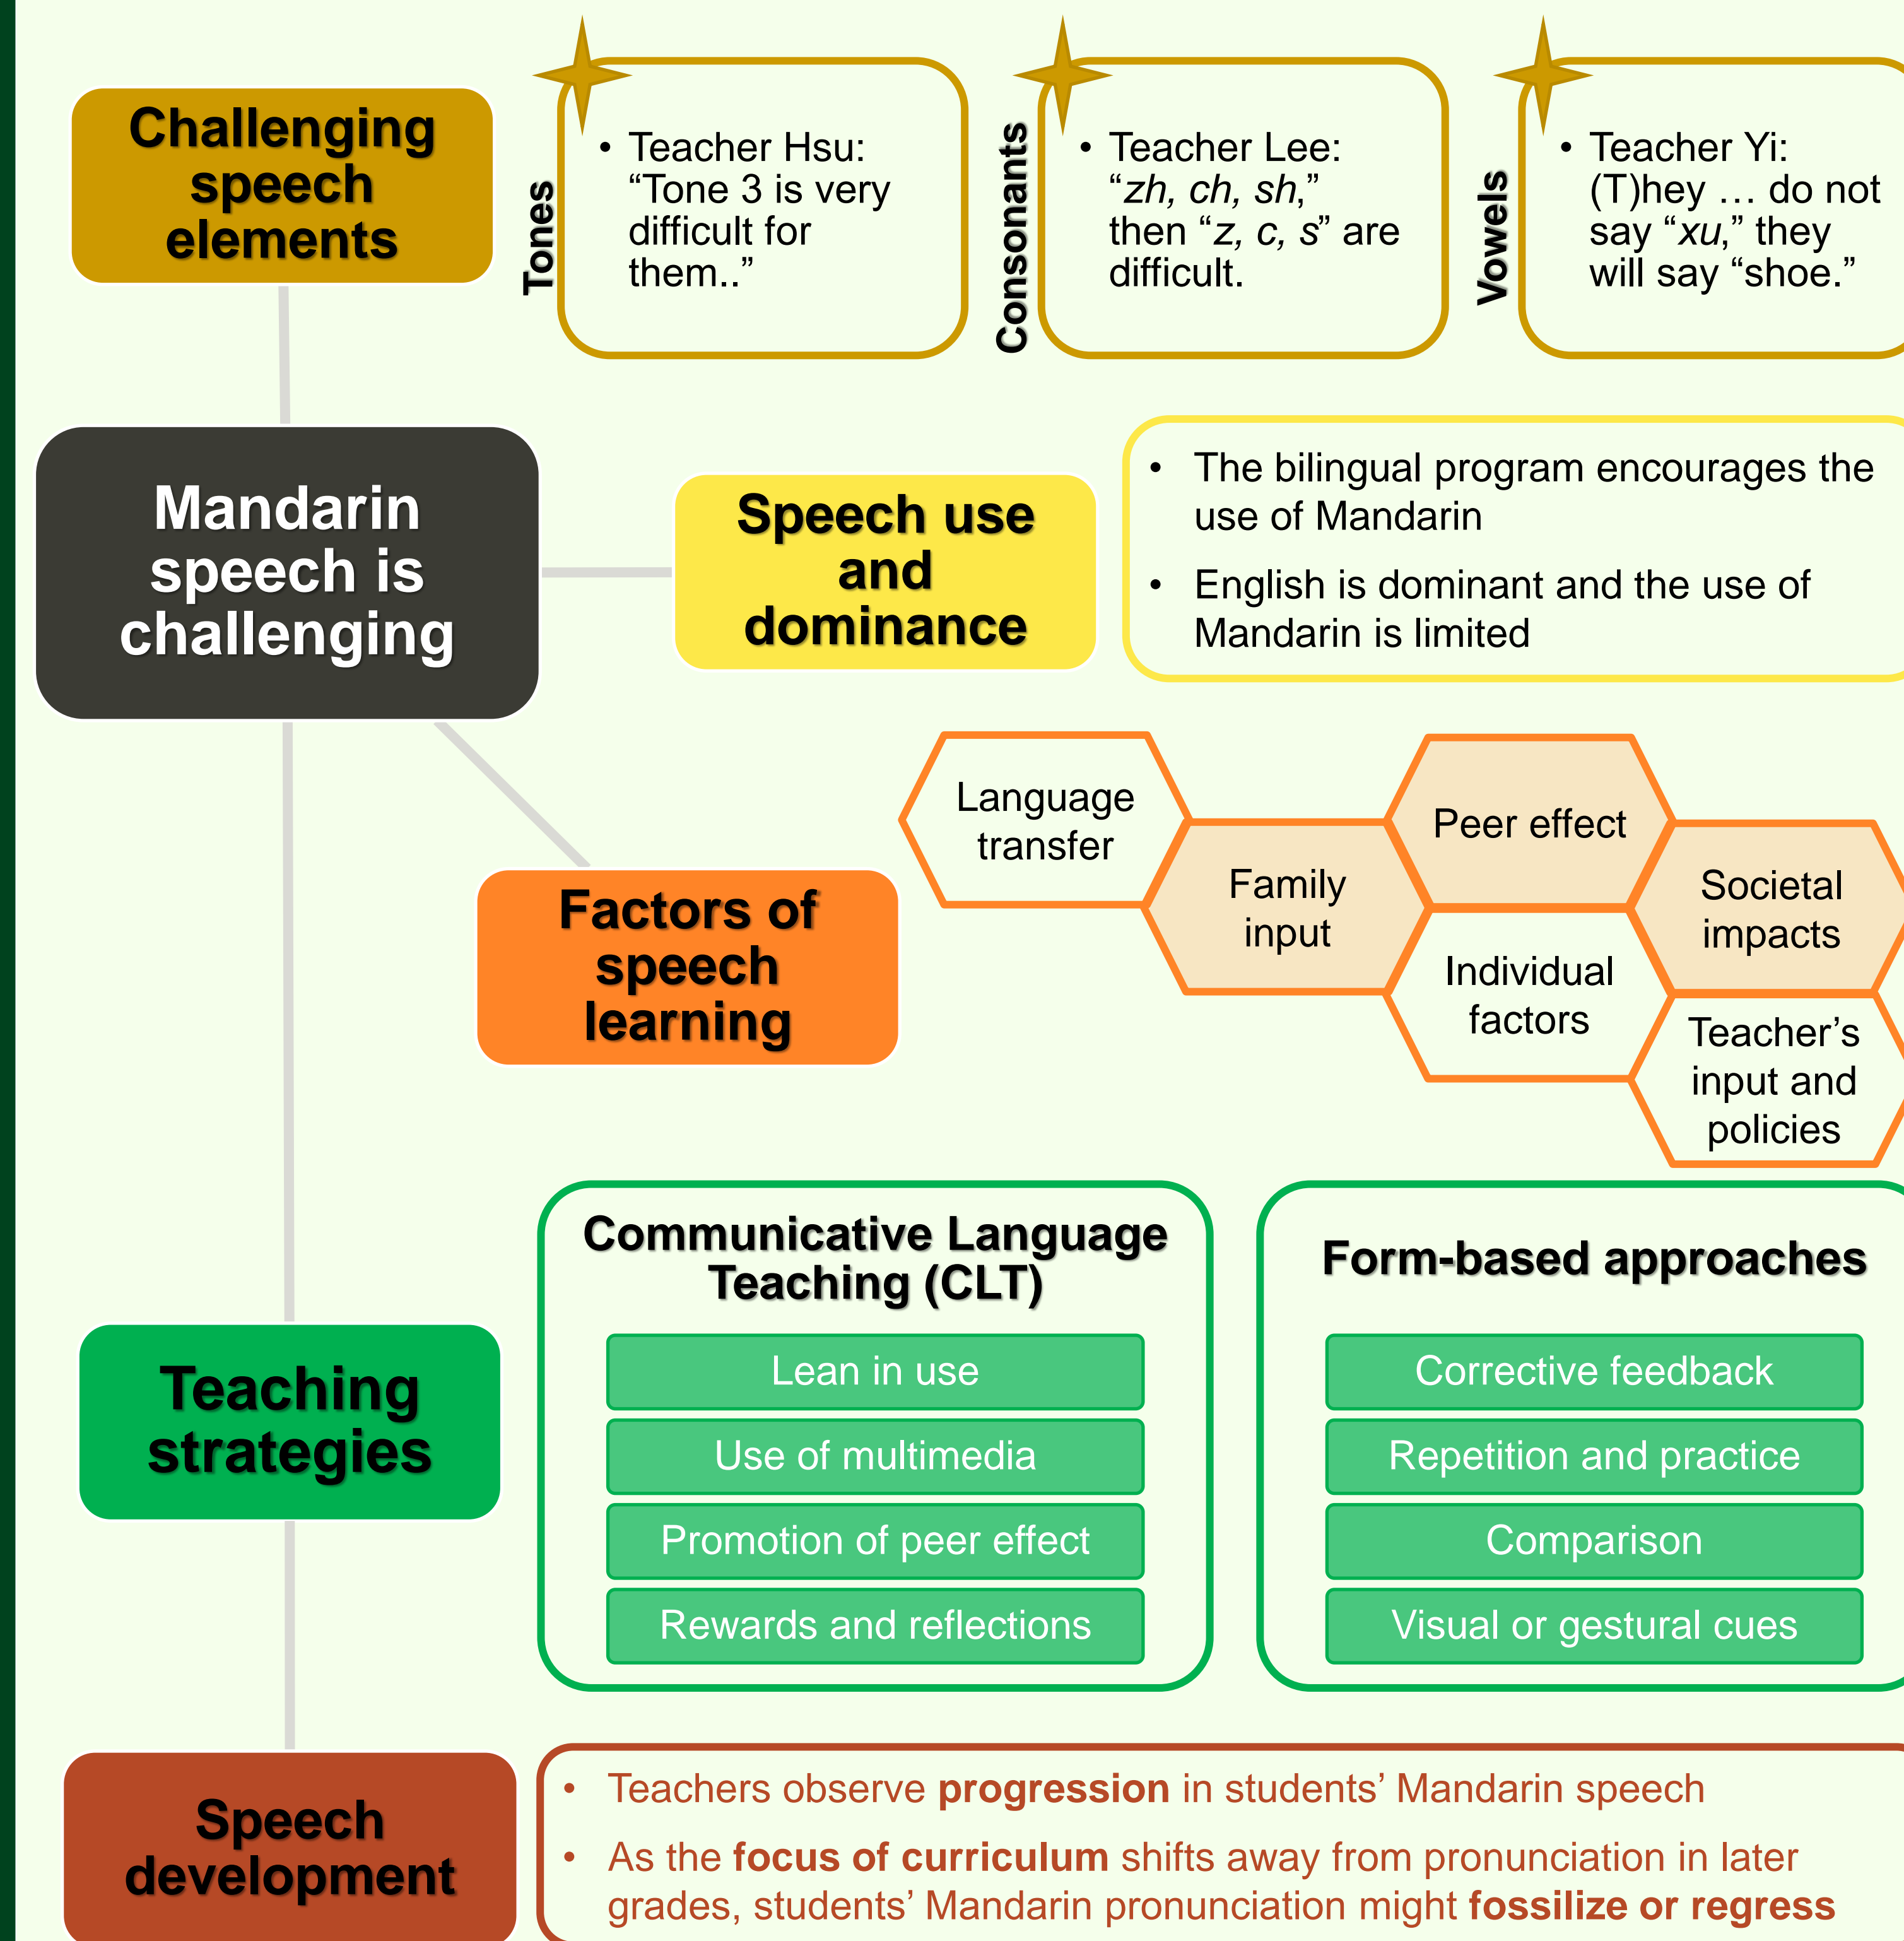 Challenging
speech
elements
Tones
• Teacher Hsu:
“Tone 3 is very
difficult for
them..”
Consonants
• Teacher Lee:
“zh, ch, sh,”
then “z, c, s” are
difficult.
Vowels
• Teacher Yi:
(T)hey … do not
say “xu,” they
will say “shoe.”
Mandarin
speech is
challenging
Speech use
and
dominance
• The bilingual program encourages the
use of Mandarin
• English is dominant and the use of
Mandarin is limited
Factors of
speech
learning
Language
transfer
Family
input
Peer effect
Individual
factors
Societal
impacts
Teacher’s
input and
policies
Teaching
strategies
Communicative Language
Teaching (CLT)
Lean in use
Use of multimedia
Promotion of peer effect
Rewards and reflections
Form-based approaches
Corrective feedback
Repetition and practice
Comparison
Visual or gestural cues
Speech
development
• Teachers observe progression in students’ Mandarin speech
• As the focus of curriculum shifts away from pronunciation in later
grades, students’ Mandarin pronunciation might fossilize or regress